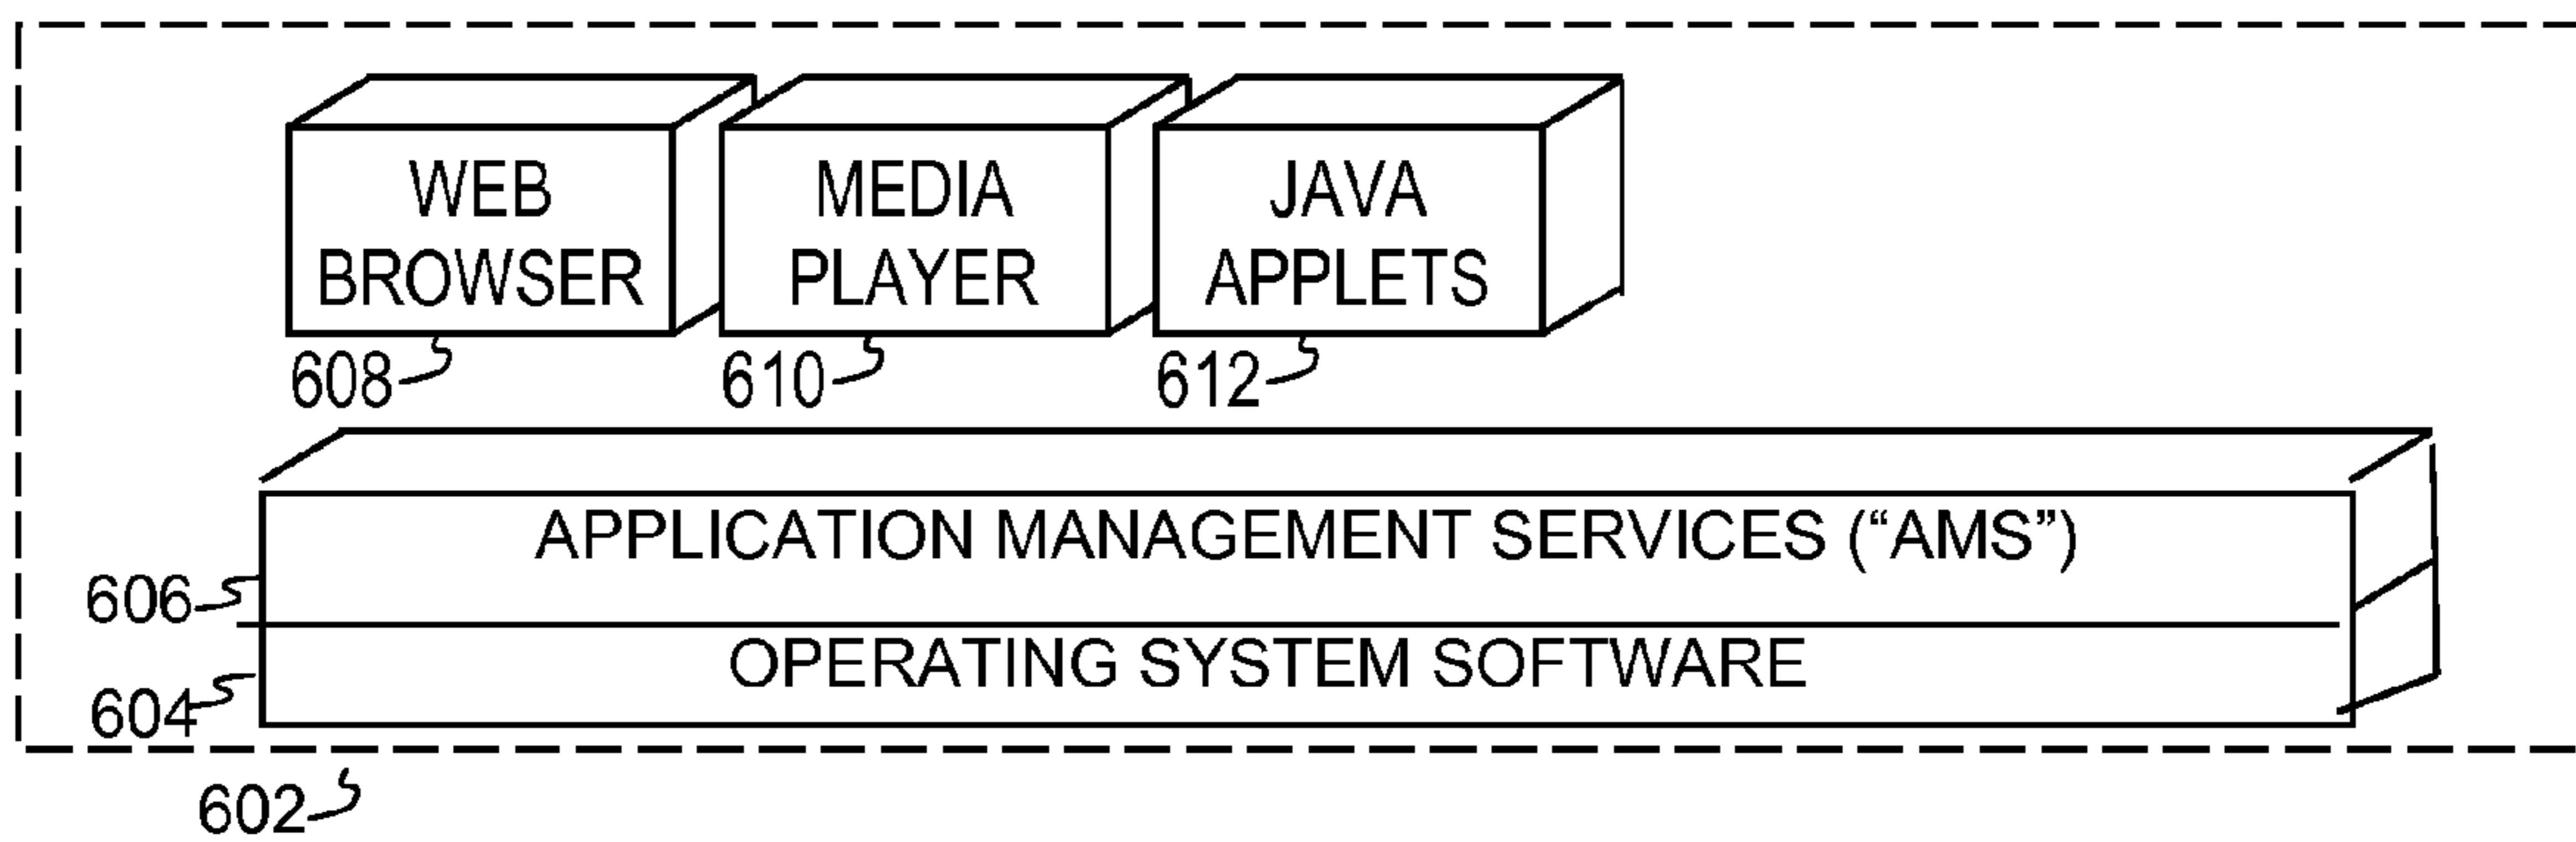 WEB
BROWSER
MEDIA
PLAYER
JAVA
APPLETS
608
610
612
APPLICATION MANAGEMENT SERVICES (“AMS”)
606
OPERATING SYSTEM SOFTWARE
604
602